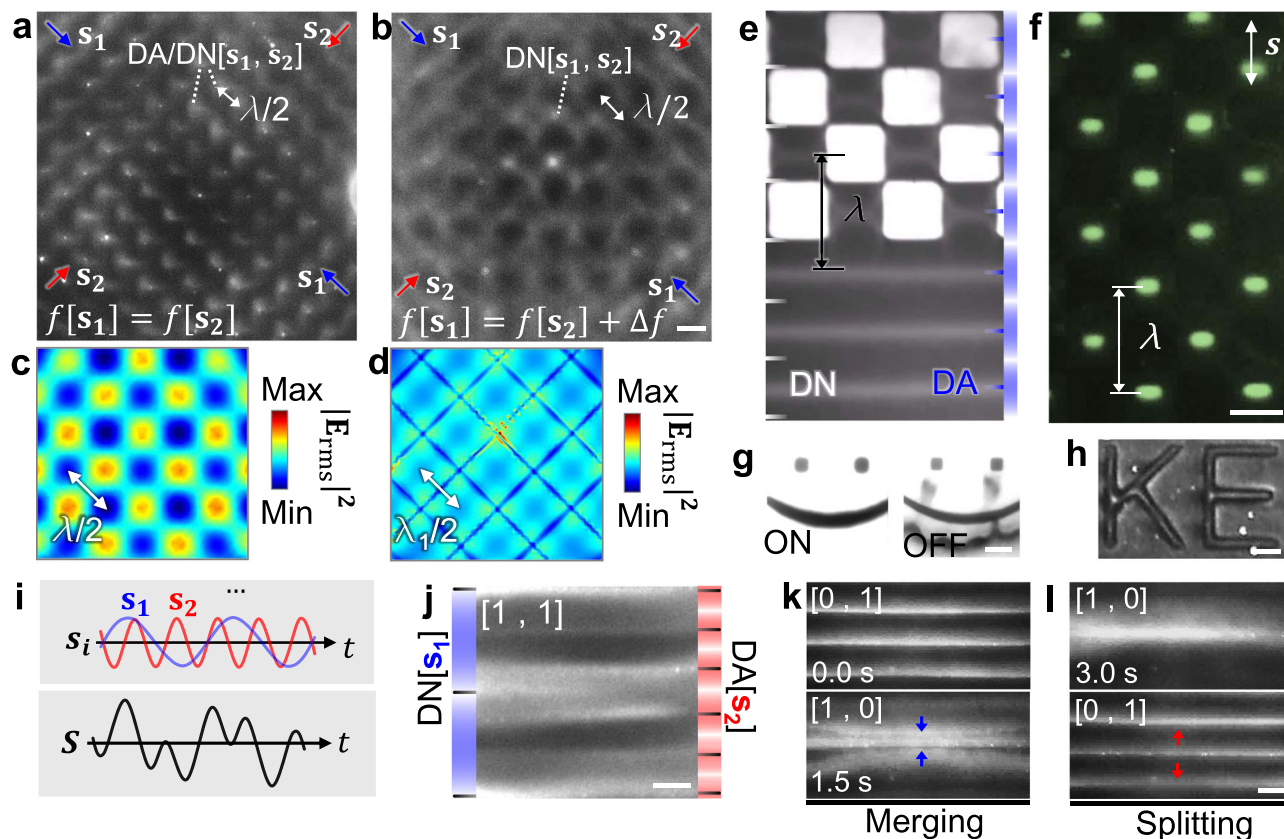 a
s₁
s₂
DA/DN[s₁, s₂]
λ/2
s₂
s₁
f[s₁] = f[s₂]
b
s₁
s₂
DN[s₁, s₂]
λ/2
s₂
s₁
f[s₁] = f[s₂] + Δf
c
λ/2
Max
Min
|E_rms|²
d
λ₁/2
Max
Min
|E_rms|²
e
λ
DN
DA
f
s
λ
g
ON
OFF
h
KE
i
s₁
s₂
...
sᵢ
t
S
t
j
[1 , 1]
DN[s₁]
DA[s₂]
k
[0 , 1]
0.0 s
[1 , 0]
1.5 s
Merging
l
[1 , 0]
3.0 s
[0 , 1]
Splitting